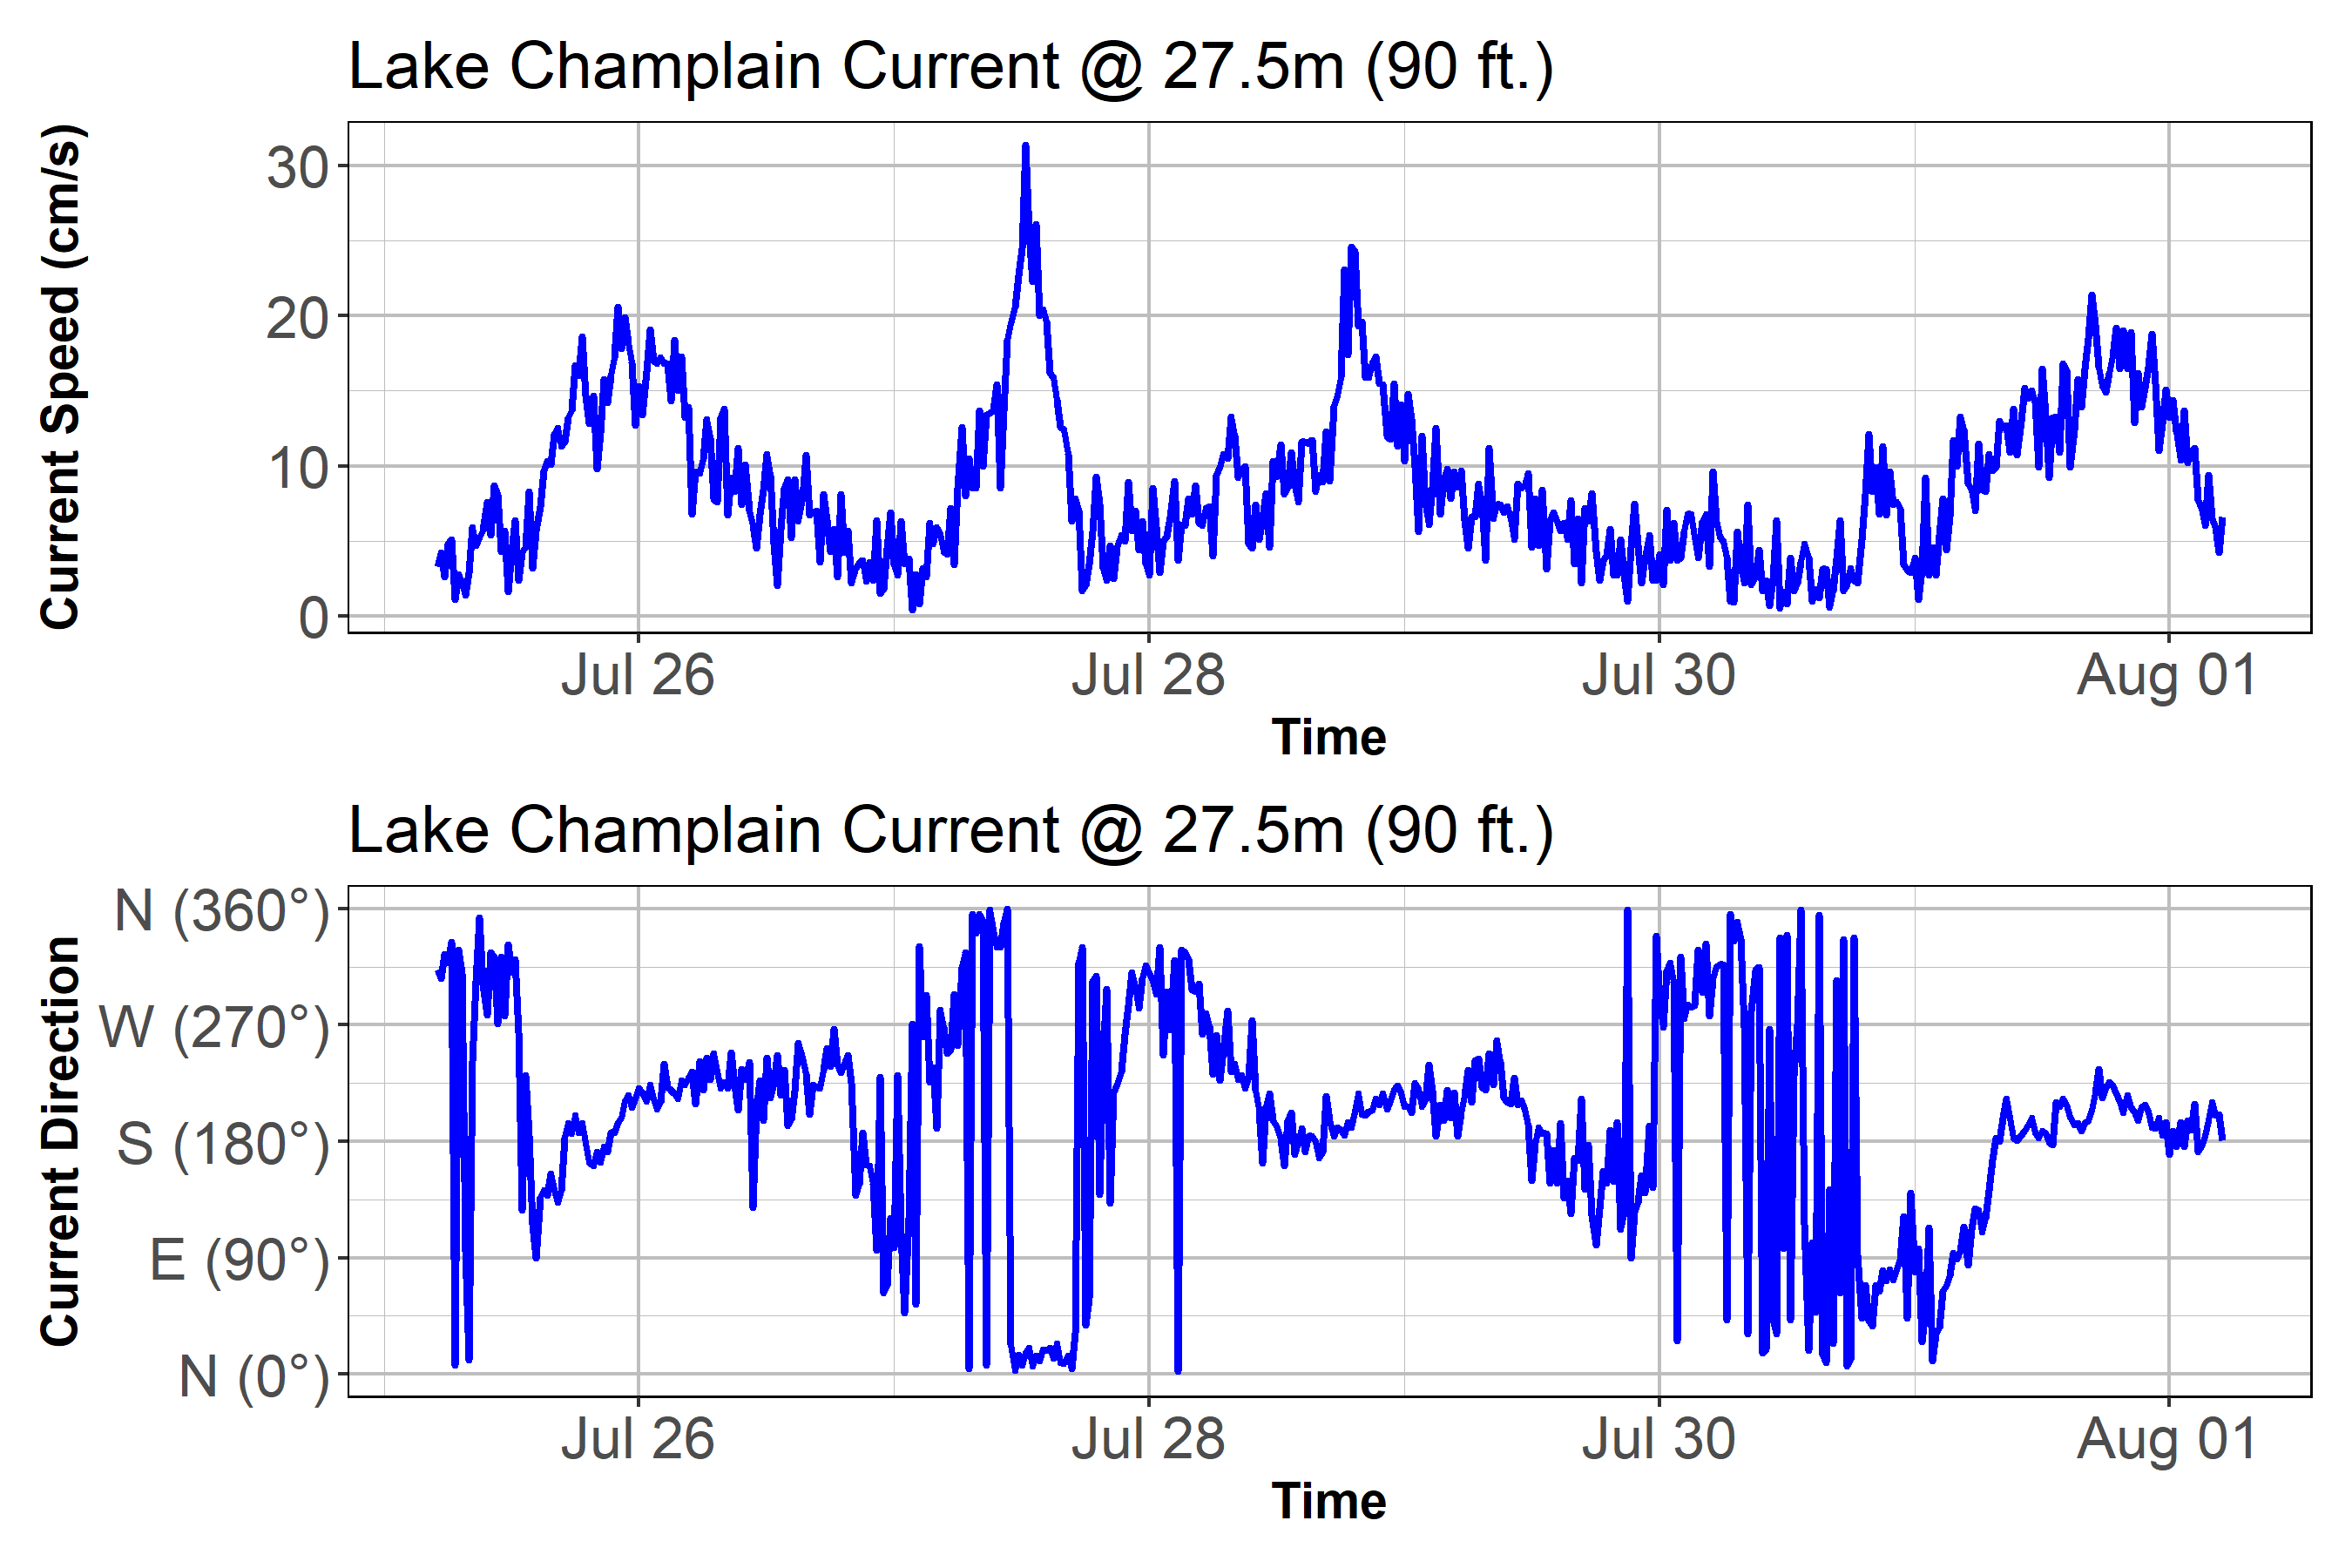 Lake Champlain Current @ 27.5m (90 ft.)
Current Speed (cm/s)
30
20
10
0
Jul 26 Jul 28 Jul 30 Aug 01
Time
Lake Champlain Current @ 27.5m (90 ft.)
Current Direction
N (360°)
W (270°)
S (180°)
E (90°)
N (0°)
Jul 26 Jul 28 Jul 30 Aug 01
Time